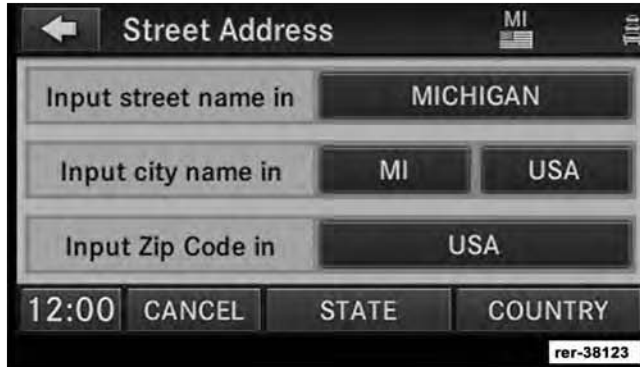 Street Address MI
Input street name in MICHIGAN
Input city name in MI USA
Input Zip Code in USA
12:00 CANCEL STATE COUNTRY
rer-38123